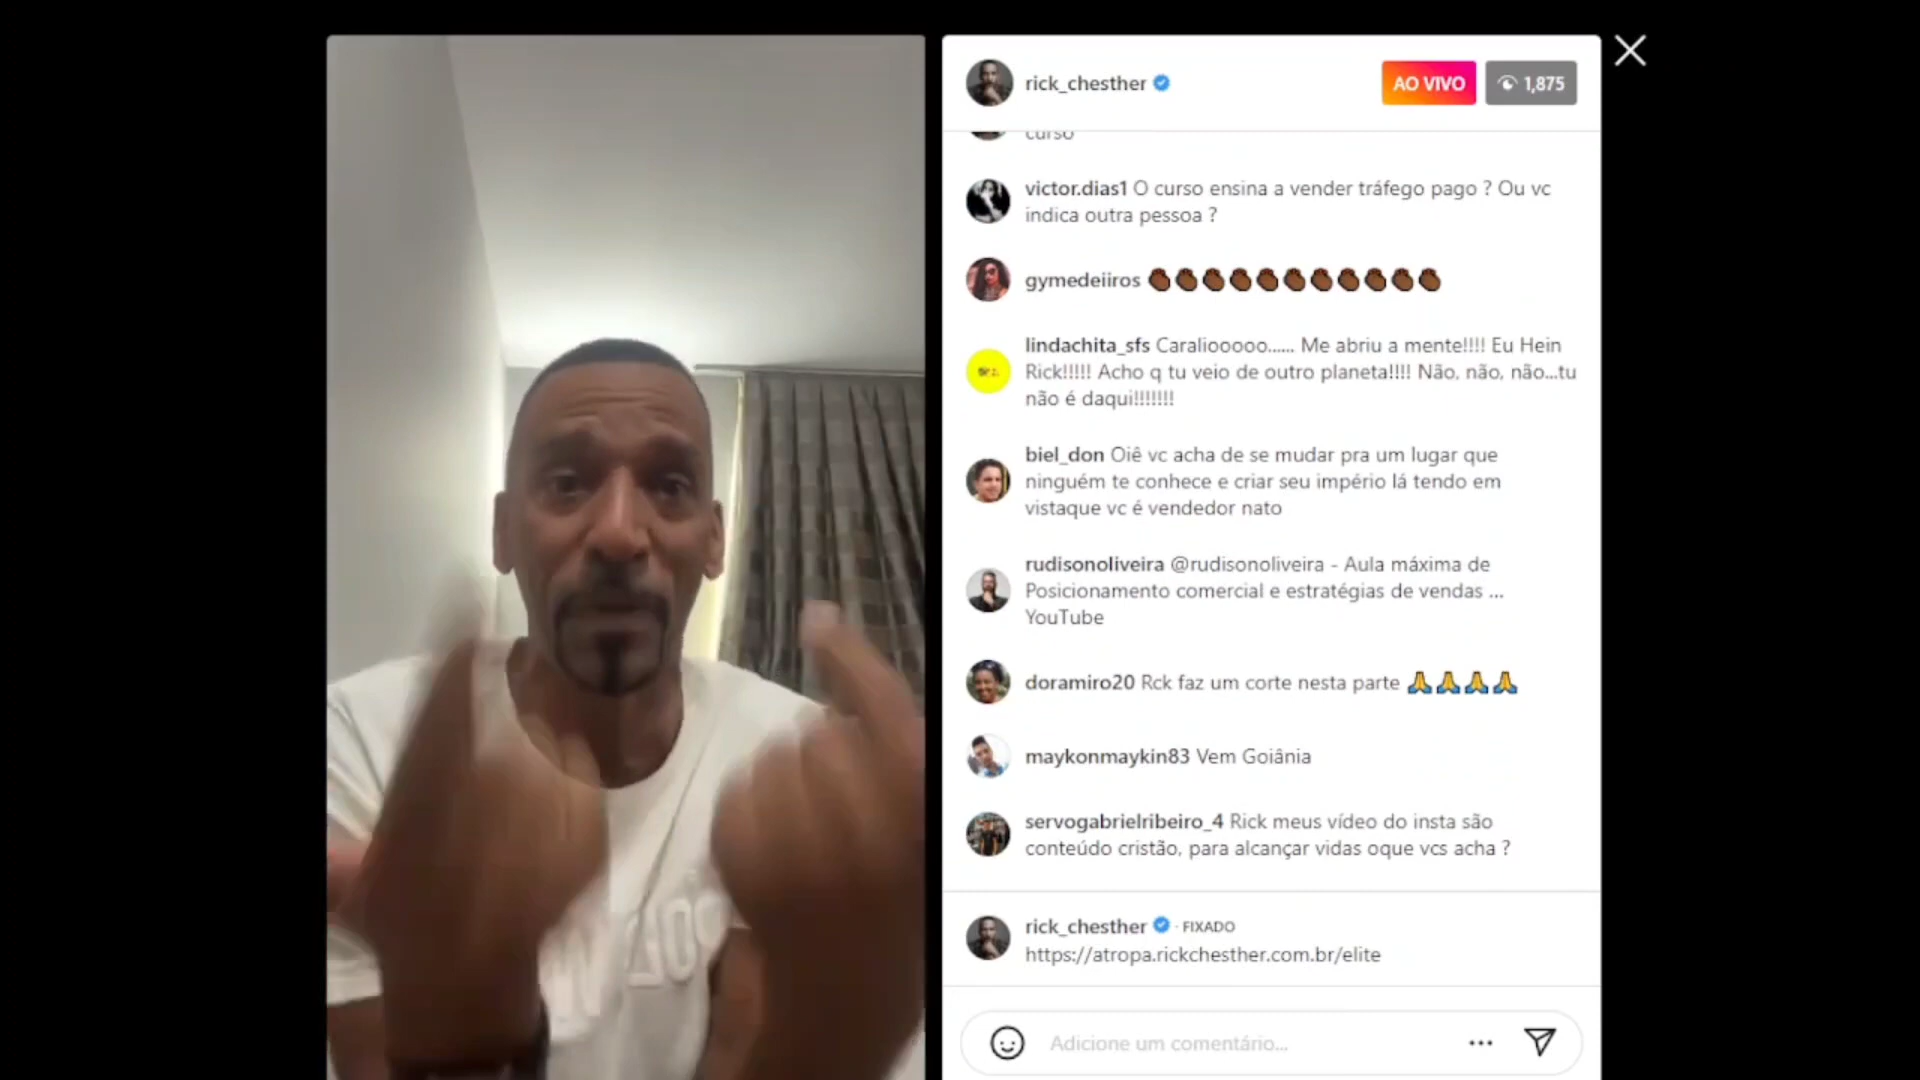 rick_chesther
AO VIVO
1,875
curso
victor.dias1 O curso ensina a vender tráfego pago ? Ou vc
indica outra pessoa ?
gymedeiiros
lindachita_sfs Caraliooooo...... Me abriu a mente!!!! Eu Hein
Rick!!!!! Acho q tu veio de outro planeta!!!! Não, não, não...tu
não é daqui!!!!!!!
biel_don Oiê vc acha de se mudar pra um lugar que
ninguém te conhece e criar seu império lá tendo em
vistaque vc é vendedor nato
rudisonoliveira @rudisonoliveira - Aula máxima de
Posicionamento comercial e estratégias de vendas ...
YouTube
doramiro20 Rck faz um corte nesta parte 🙏🙏🙏🙏
maykonmaykin83 Vem Goiânia
servogabrielribeiro_4 Rick meus vídeo do insta são
conteúdo cristão, para alcançar vidas oque vcs acha ?
rick_chesther · FIXADO
https://atropa.rickchesther.com.br/elite
Adicione um comentário...